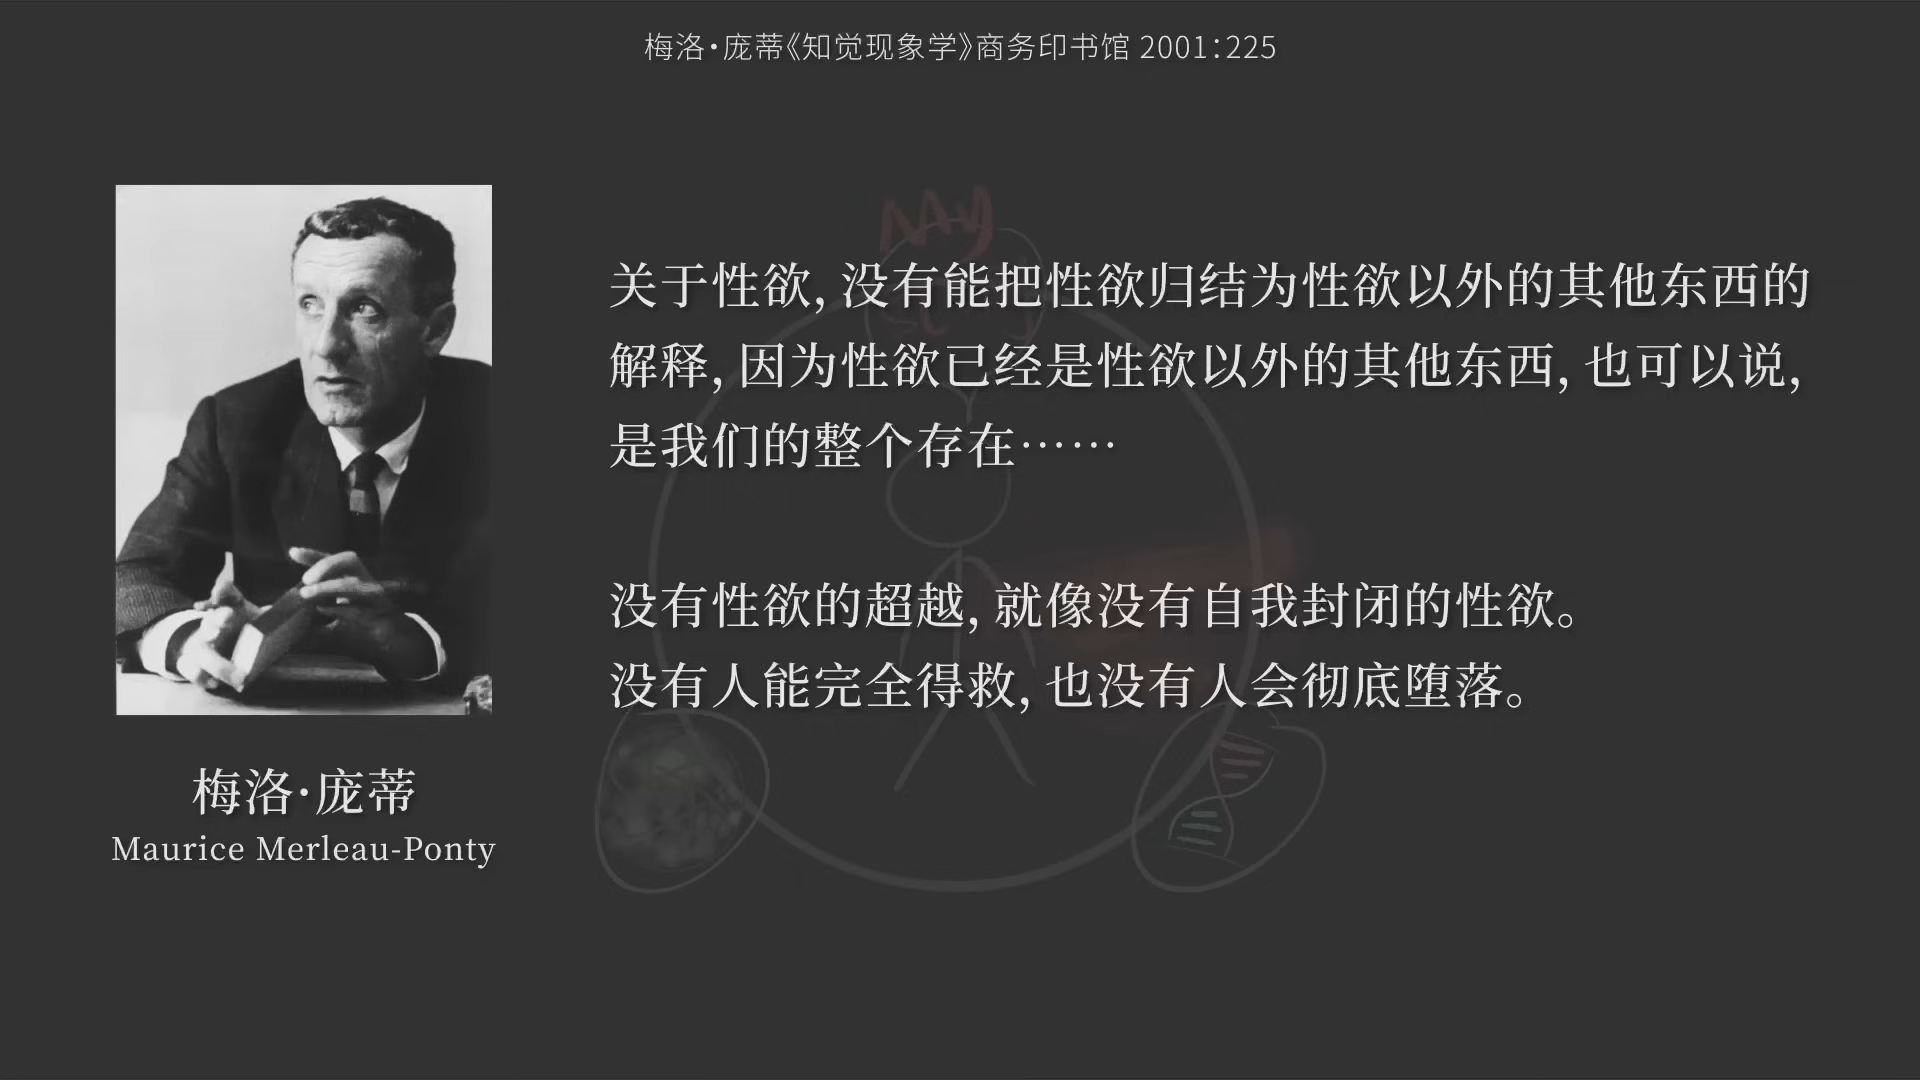 梅洛·庞蒂《知觉现象学》商务印书馆 2001:225
关于性欲, 没有能把性欲归结为性欲以外的其他东西的
解释, 因为性欲已经是性欲以外的其他东西, 也可以说,
是我们的整个存在……
没有性欲的超越, 就像没有自我封闭的性欲。
没有人能完全得救, 也没有人会彻底堕落。
梅洛·庞蒂
Maurice Merleau-Ponty